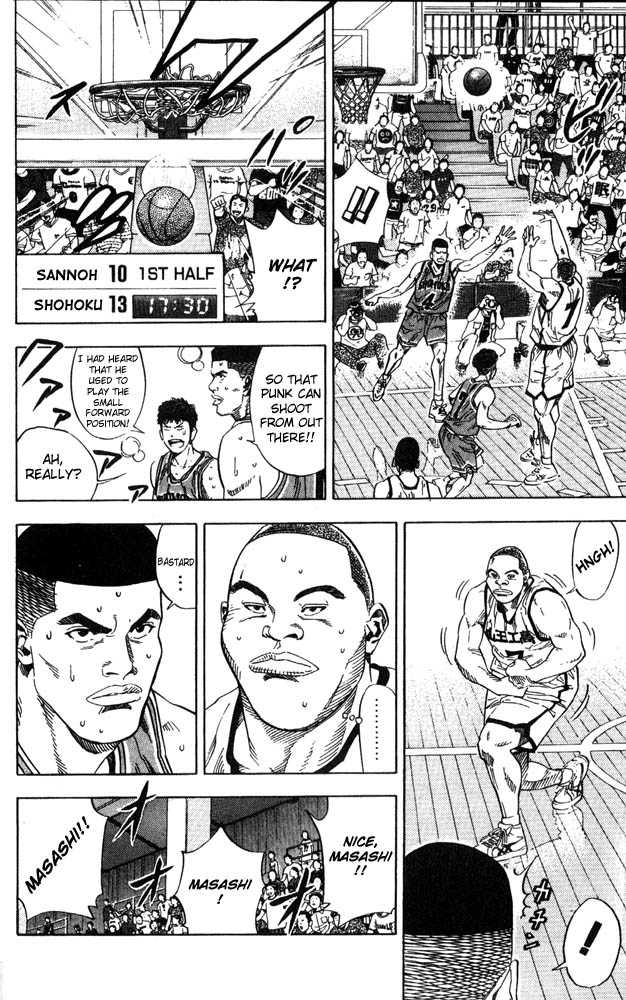 !!
WHAT
!?
SANNOH 10 1ST HALF
SHOHOKU 13 17:30
SO THAT
PUNK CAN
SHOOT
FROM OUT
THERE!!
I HAD HEARD
THAT HE
USED TO
PLAY THE
SMALL
FORWARD
POSITION!
AH,
REALLY?
HNGH!
!
BASTARD
...
NICE,
MASASHI
!!
MASASHI
!
MASASHI!!